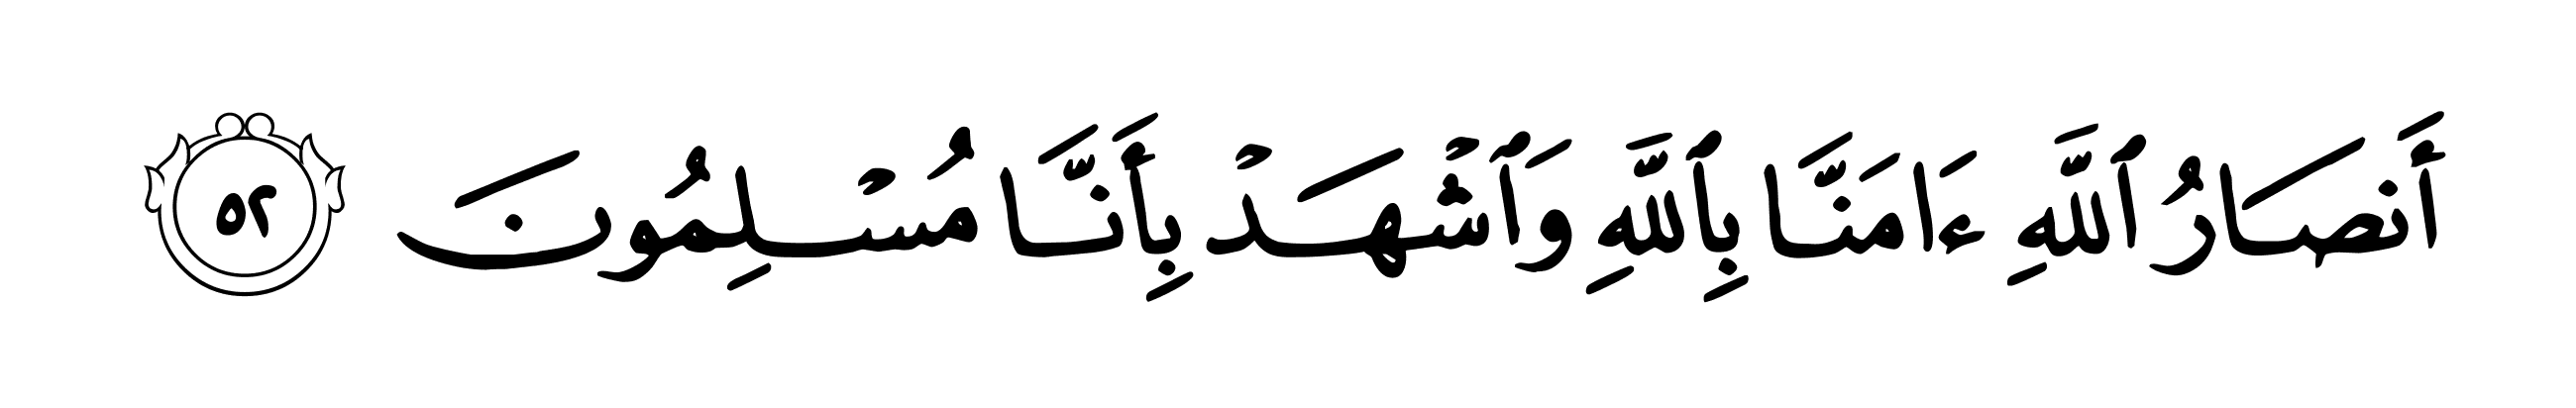 أَنصَارُ ٱللَّهِ ءَامَنَّا بِٱللَّهِ وَٱشۡهَدۡ بِأَنَّا مُسۡلِمُونَ ٥٢